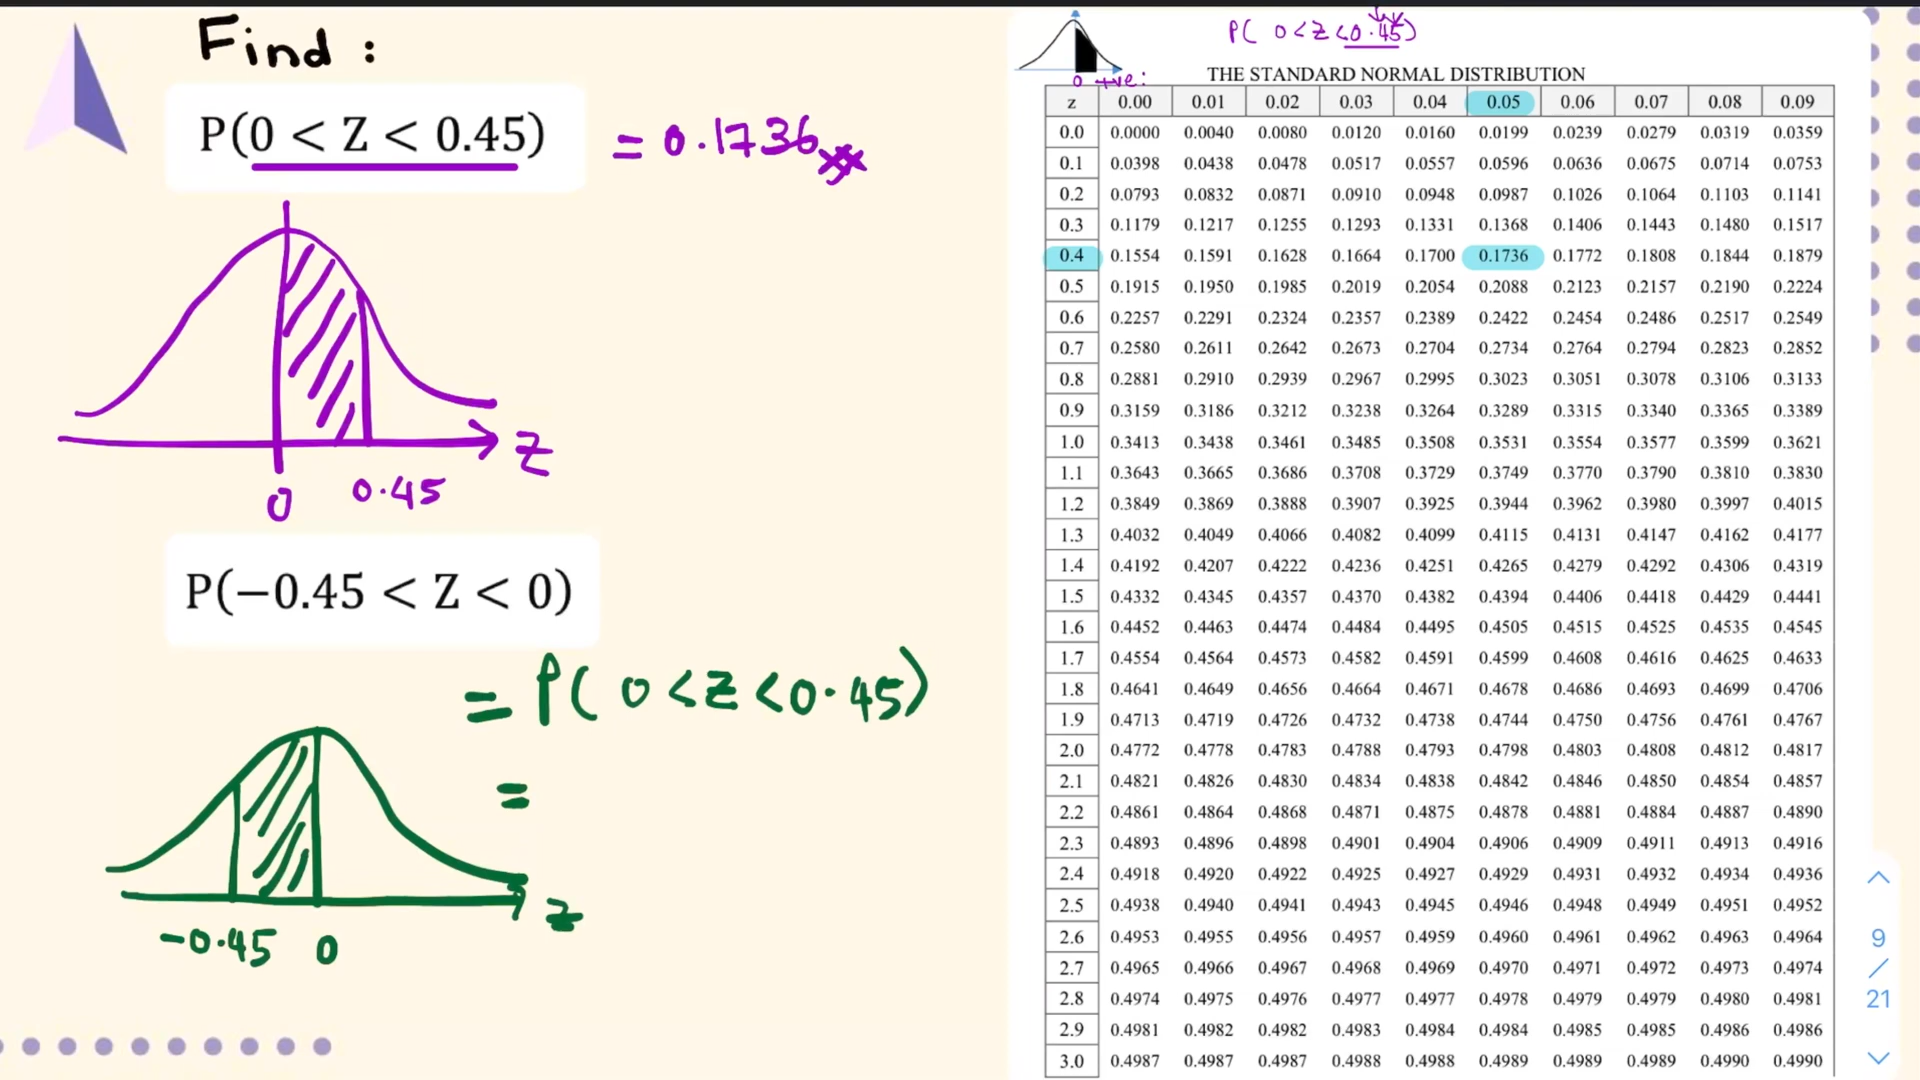 Find :
P(0 < Z < 0.45) = 0.1736
0 0.45 Z
P(−0.45 < Z < 0)
= P( 0 < Z < 0.45)
=
-0.45 0 Z
P( 0 < Z < 0.45)
0 +ve:
THE STANDARD NORMAL DISTRIBUTION
z 0.00 0.01 0.02 0.03 0.04 0.05 0.06 0.07 0.08 0.09
0.0 0.0000 0.0040 0.0080 0.0120 0.0160 0.0199 0.0239 0.0279 0.0319 0.0359
0.1 0.0398 0.0438 0.0478 0.0517 0.0557 0.0596 0.0636 0.0675 0.0714 0.0753
0.2 0.0793 0.0832 0.0871 0.0910 0.0948 0.0987 0.1026 0.1064 0.1103 0.1141
0.3 0.1179 0.1217 0.1255 0.1293 0.1331 0.1368 0.1406 0.1443 0.1480 0.1517
0.4 0.1554 0.1591 0.1628 0.1664 0.1700 0.1736 0.1772 0.1808 0.1844 0.1879
0.5 0.1915 0.1950 0.1985 0.2019 0.2054 0.2088 0.2123 0.2157 0.2190 0.2224
0.6 0.2257 0.2291 0.2324 0.2357 0.2389 0.2422 0.2454 0.2486 0.2517 0.2549
0.7 0.2580 0.2611 0.2642 0.2673 0.2704 0.2734 0.2764 0.2794 0.2823 0.2852
0.8 0.2881 0.2910 0.2939 0.2967 0.2995 0.3023 0.3051 0.3078 0.3106 0.3133
0.9 0.3159 0.3186 0.3212 0.3238 0.3264 0.3289 0.3315 0.3340 0.3365 0.3389
1.0 0.3413 0.3438 0.3461 0.3485 0.3508 0.3531 0.3554 0.3577 0.3599 0.3621
1.1 0.3643 0.3665 0.3686 0.3708 0.3729 0.3749 0.3770 0.3790 0.3810 0.3830
1.2 0.3849 0.3869 0.3888 0.3907 0.3925 0.3944 0.3962 0.3980 0.3997 0.4015
1.3 0.4032 0.4049 0.4066 0.4082 0.4099 0.4115 0.4131 0.4147 0.4162 0.4177
1.4 0.4192 0.4207 0.4222 0.4236 0.4251 0.4265 0.4279 0.4292 0.4306 0.4319
1.5 0.4332 0.4345 0.4357 0.4370 0.4382 0.4394 0.4406 0.4418 0.4429 0.4441
1.6 0.4452 0.4463 0.4474 0.4484 0.4495 0.4505 0.4515 0.4525 0.4535 0.4545
1.7 0.4554 0.4564 0.4573 0.4582 0.4591 0.4599 0.4608 0.4616 0.4625 0.4633
1.8 0.4641 0.4649 0.4656 0.4664 0.4671 0.4678 0.4686 0.4693 0.4699 0.4706
1.9 0.4713 0.4719 0.4726 0.4732 0.4738 0.4744 0.4750 0.4756 0.4761 0.4767
2.0 0.4772 0.4778 0.4783 0.4788 0.4793 0.4798 0.4803 0.4808 0.4812 0.4817
2.1 0.4821 0.4826 0.4830 0.4834 0.4838 0.4842 0.4846 0.4850 0.4854 0.4857
2.2 0.4861 0.4864 0.4868 0.4871 0.4875 0.4878 0.4881 0.4884 0.4887 0.4890
2.3 0.4893 0.4896 0.4898 0.4901 0.4904 0.4906 0.4909 0.4911 0.4913 0.4916
2.4 0.4918 0.4920 0.4922 0.4925 0.4927 0.4929 0.4931 0.4932 0.4934 0.4936
2.5 0.4938 0.4940 0.4941 0.4943 0.4945 0.4946 0.4948 0.4949 0.4951 0.4952
2.6 0.4953 0.4955 0.4956 0.4957 0.4959 0.4960 0.4961 0.4962 0.4963 0.4964
2.7 0.4965 0.4966 0.4967 0.4968 0.4969 0.4970 0.4971 0.4972 0.4973 0.4974
2.8 0.4974 0.4975 0.4976 0.4977 0.4977 0.4978 0.4979 0.4979 0.4980 0.4981
2.9 0.4981 0.4982 0.4982 0.4983 0.4984 0.4984 0.4985 0.4985 0.4986 0.4986
3.0 0.4987 0.4987 0.4987 0.4988 0.4988 0.4989 0.4989 0.4989 0.4990 0.4990
9
/
21